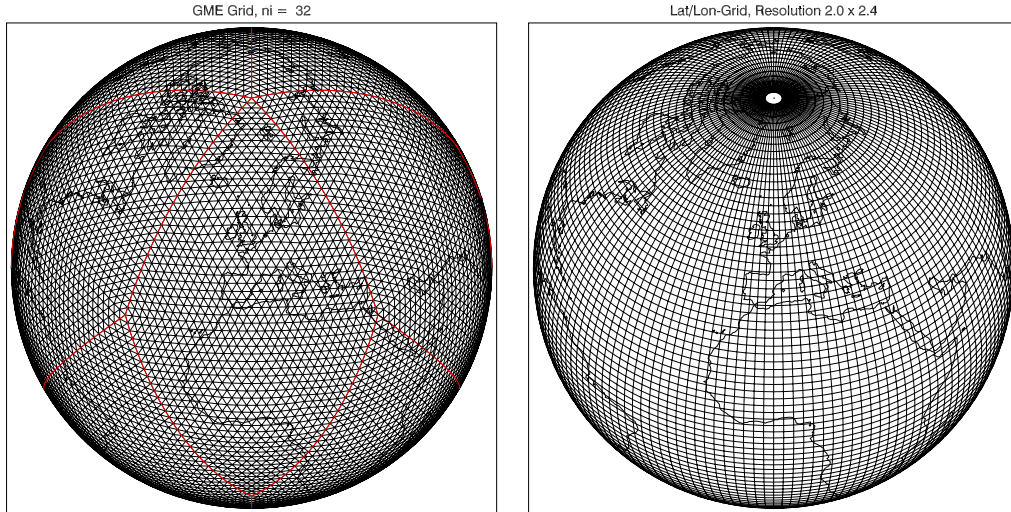 GME Grid, ni = 32
Lat/Lon-Grid, Resolution 2.0 x 2.4